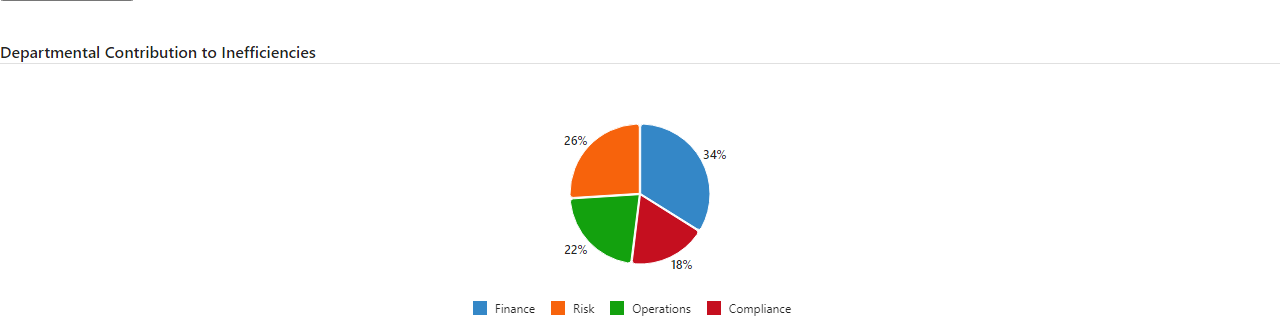 Departmental Contribution to Inefficiencies
26%
34%
22%
18%
Finance Risk Operations Compliance